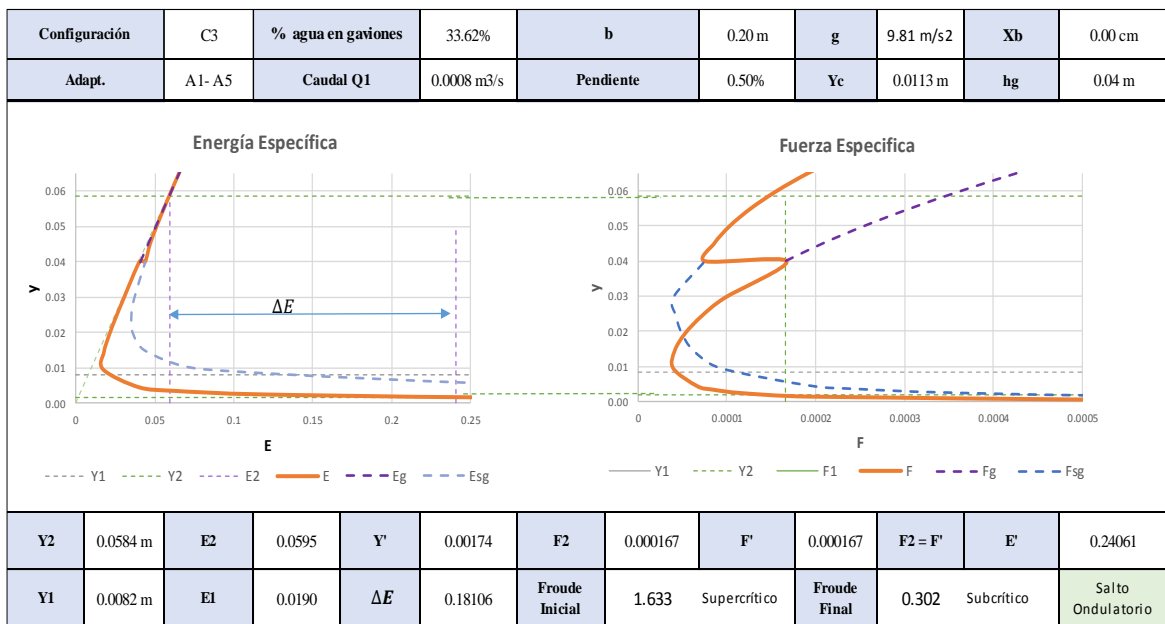 Configuración C3 % agua en gaviones 33.62% b 0.20 m g 9.81 m/s2 Xb 0.00 cm
Adapt. A1- A5 Caudal Q1 0.0008 m3/s Pendiente 0.50% Yc 0.0113 m hg 0.04 m
Energía Específica
0.06
0.05
0.04
0.03
0.02
0.01
0.00
y
ΔE
0 0.05 0.1 0.15 0.2 0.25
E
Y1 Y2 E2 E Eg Esg
Fuerza Especifica
0.06
0.05
0.04
0.03
0.02
0.01
0.00
y
0 0.0001 0.0002 0.0003 0.0004 0.0005
F
Y1 Y2 F1 F Fg Fsg
Y2 0.0584 m E2 0.0595 Y' 0.00174 F2 0.000167 F' 0.000167 F2 = F' E' 0.24061
Y1 0.0082 m E1 0.0190 ΔE 0.18106 Froude Inicial 1.633 Supercrítico Froude Final 0.302 Subcrítico Salto Ondulatorio